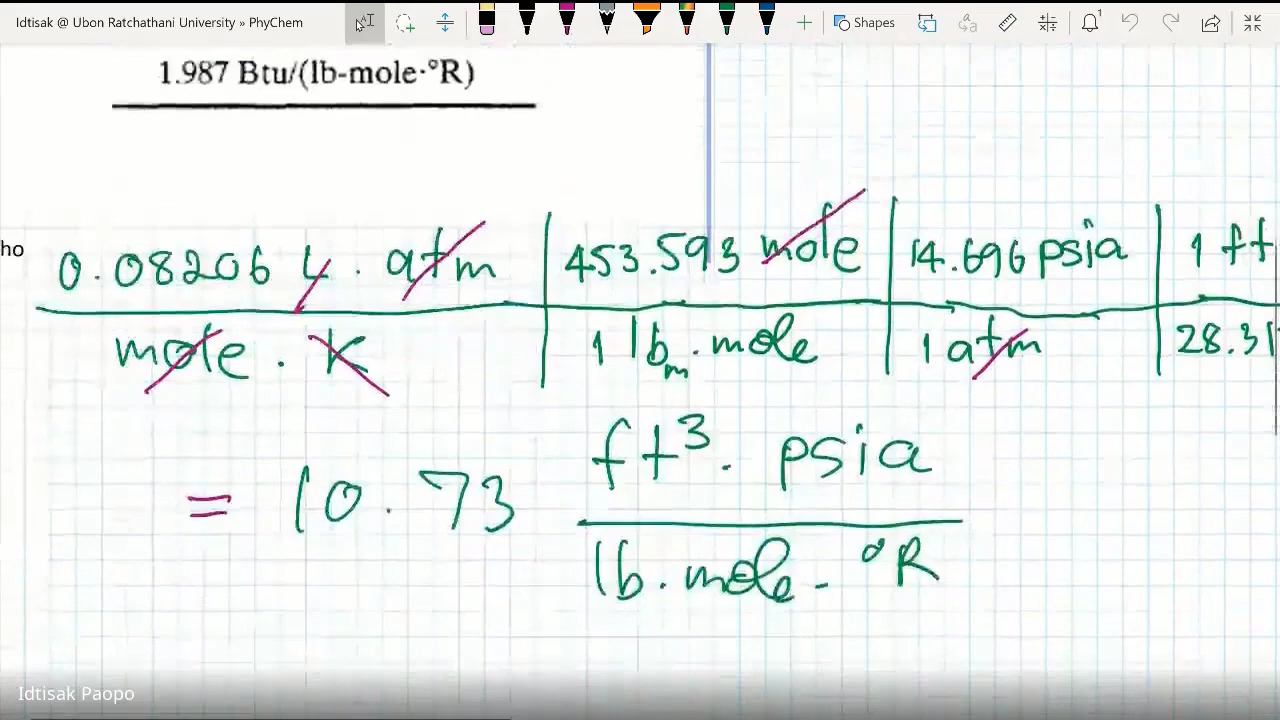 Idtisak @ Ubon Ratchathani University » PhyChem
Shapes
1
1.987 Btu/(lb-mole·°R)
ho
0.08206 L . atm 453.593 mole 14.696 psia 1 ft
mole . K 1 lbm . mole 1 atm 28.31
= 10.73 ft³ . psia
lb . mole - °R
Idtisak Paopo